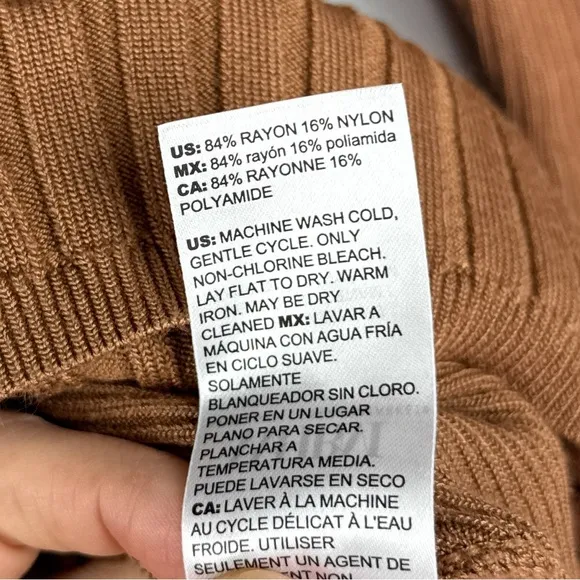 US: 84% RAYON 16% NYLON
MX: 84% rayón 16% poliamida
CA: 84% RAYONNE 16%
POLYAMIDE
US: MACHINE WASH COLD,
GENTLE CYCLE. ONLY
NON-CHLORINE BLEACH.
LAY FLAT TO DRY. WARM
IRON. MAY BE DRY
CLEANED MX: LAVAR A
MÁQUINA CON AGUA FRÍA
EN CICLO SUAVE.
SOLAMENTE
BLANQUEADOR SIN CLORO.
PONER EN UN LUGAR
PLANO PARA SECAR.
PLANCHAR A
TEMPERATURA MEDIA.
PUEDE LAVARSE EN SECO
CA: LAVER À LA MACHINE
AU CYCLE DÉLICAT À L'EAU
FROIDE. UTILISER
SEULEMENT UN AGENT DE
NON